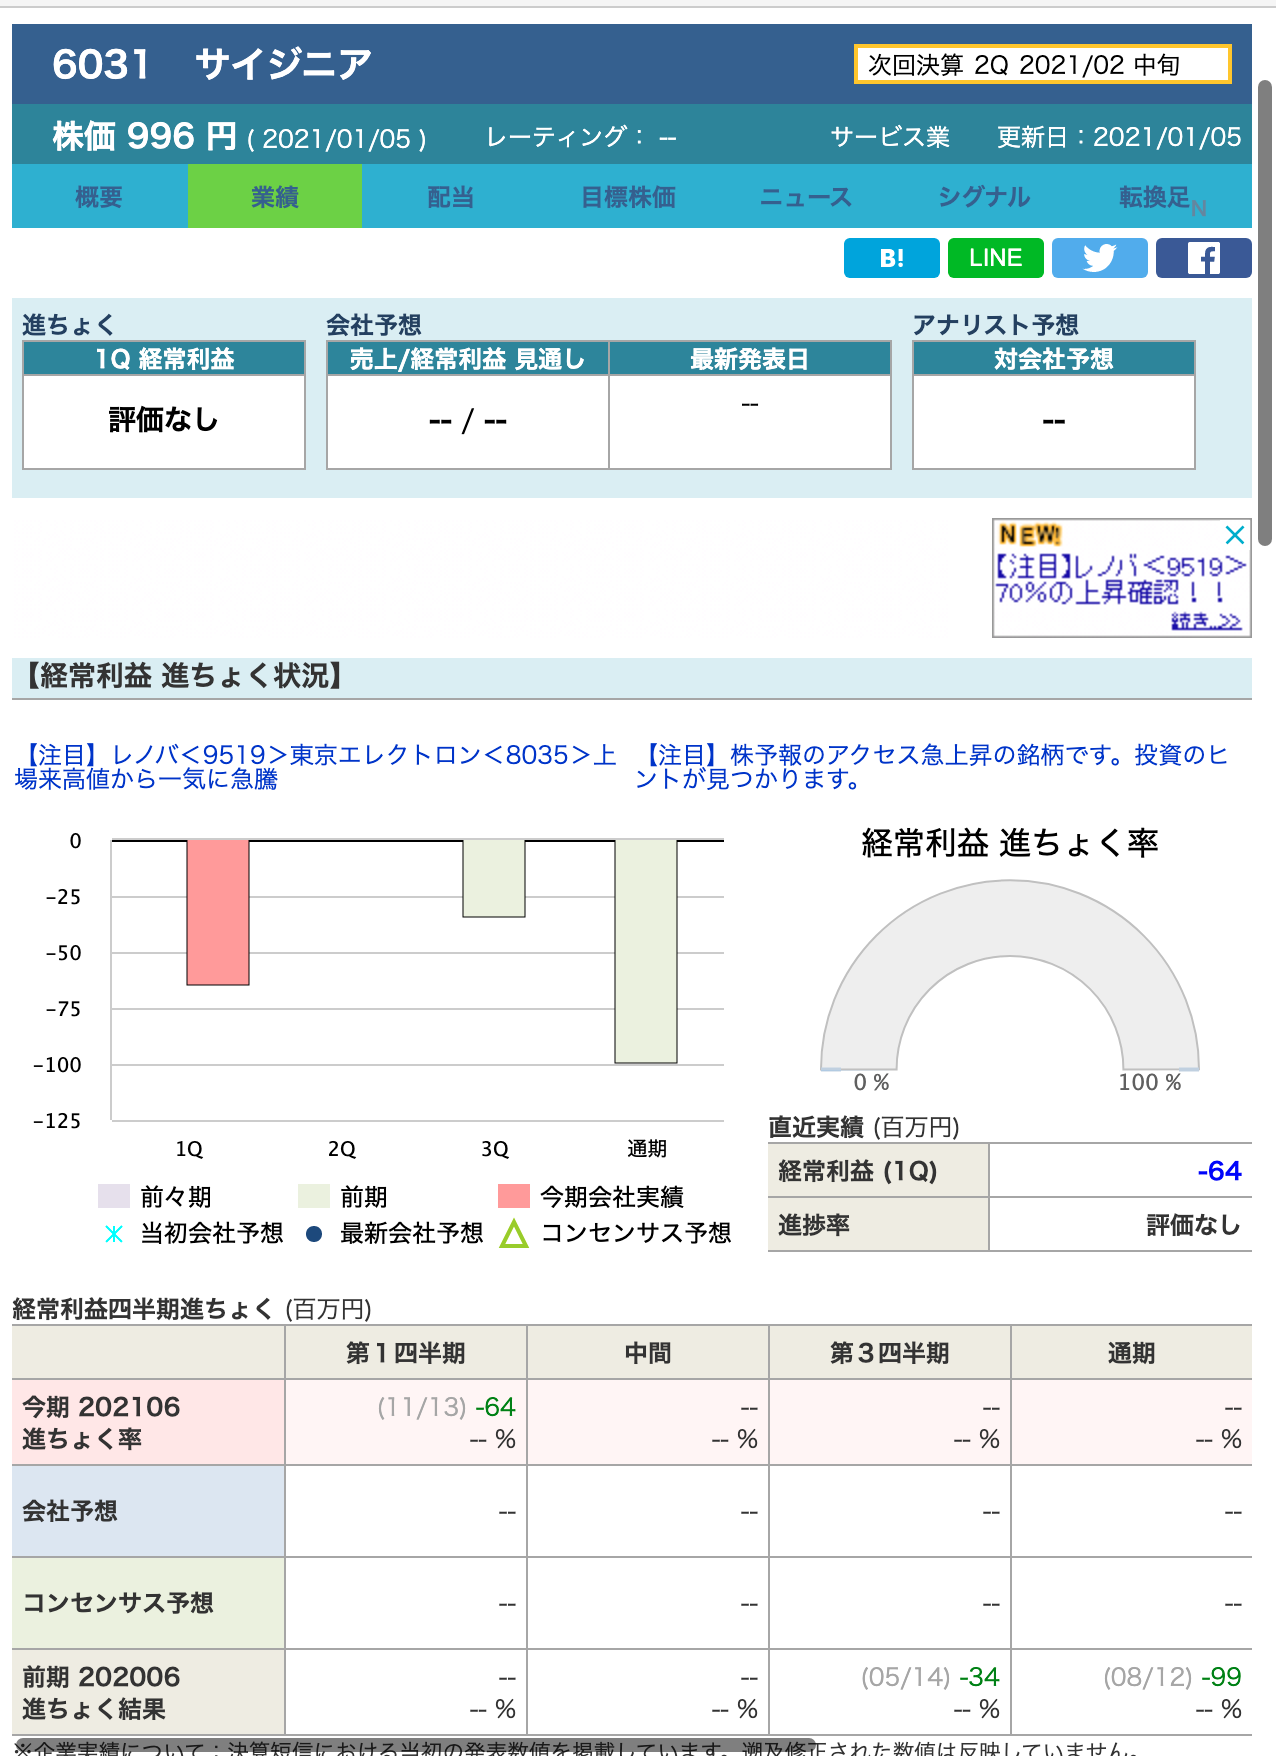 6031 サイジニア
次回決算 2Q 2021/02 中旬
株価 996 円 ( 2021/01/05 ) レーティング： -- サービス業 更新日：2021/01/05
概要 業績 配当 目標株価 ニュース シグナル 転換足N
B! LINE
進ちょく 会社予想 アナリスト予想
1Q 経常利益 売上/経常利益 見通し 最新発表日 対会社予想
評価なし -- / -- -- --
NEW!
【注目】レノバ＜9519＞
70%の上昇確認！！
続き..>>
【経常利益 進ちょく状況】
【注目】レノバ＜9519＞東京エレクトロン＜8035＞上
場来高値から一気に急騰
【注目】株予報のアクセス急上昇の銘柄です。投資のヒ
ントが見つかります。
経常利益 進ちょく率
0
-25
-50
-75
-100
-125
1Q 2Q 3Q 通期
0 % 100 %
前々期 前期 今期会社実績
当初会社予想 最新会社予想 コンセンサス予想
直近実績 (百万円)
経常利益 (1Q) -64
進捗率 評価なし
経常利益四半期進ちょく (百万円)
第１四半期 中間 第３四半期 通期
今期 202106 (11/13) -64 -- -- --
進ちょく率 -- % -- % -- % -- %
会社予想 -- -- -- --
コンセンサス予想 -- -- -- --
前期 202006 -- -- (05/14) -34 (08/12) -99
進ちょく結果 -- % -- % -- % -- %
※企業実績について：決算短信における当初の発表数値を掲載しています。遡及修正された数値は反映していません。